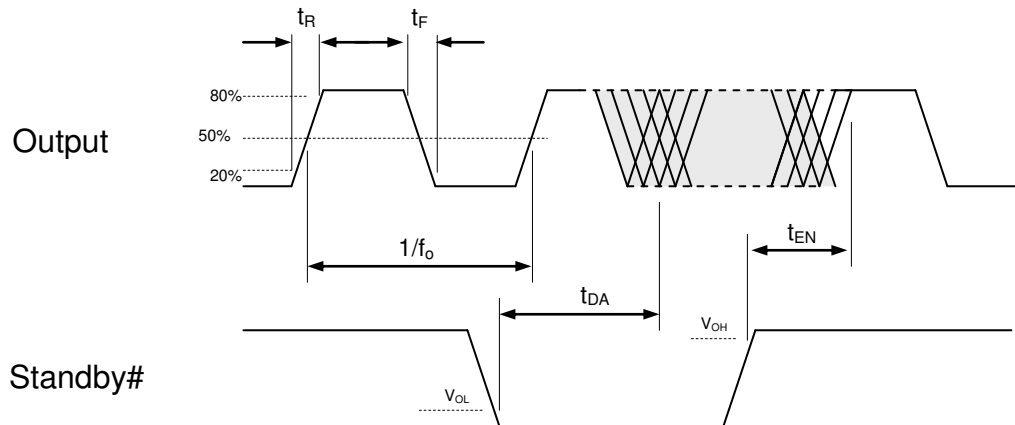 tR
tF
80%
Output
50%
20%
tEN
1/fo
tDA
VOH
Standby#
VOL